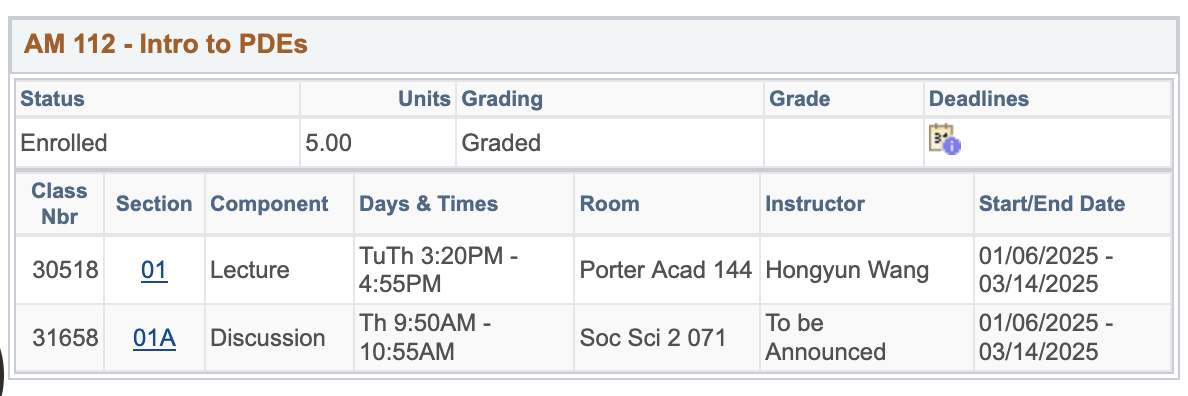 AM 112 - Intro to PDEs
Status Units Grading Grade Deadlines
Enrolled 5.00 Graded
Class Nbr Section Component Days & Times Room Instructor Start/End Date
30518 01 Lecture TuTh 3:20PM - 4:55PM Porter Acad 144 Hongyun Wang 01/06/2025 - 03/14/2025
31658 01A Discussion Th 9:50AM - 10:55AM Soc Sci 2 071 To be Announced 01/06/2025 - 03/14/2025